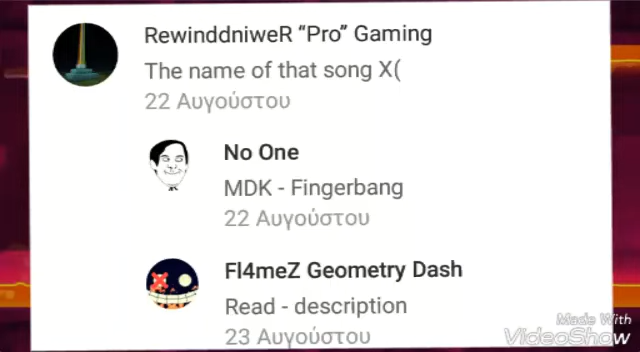 RewinddniweR “Pro” Gaming
The name of that song X(
22 Αυγούστου
No One
MDK - Fingerbang
22 Αυγούστου
Fl4meZ Geometry Dash
Read - description
23 Αυγούστου
Made With
VideoShow